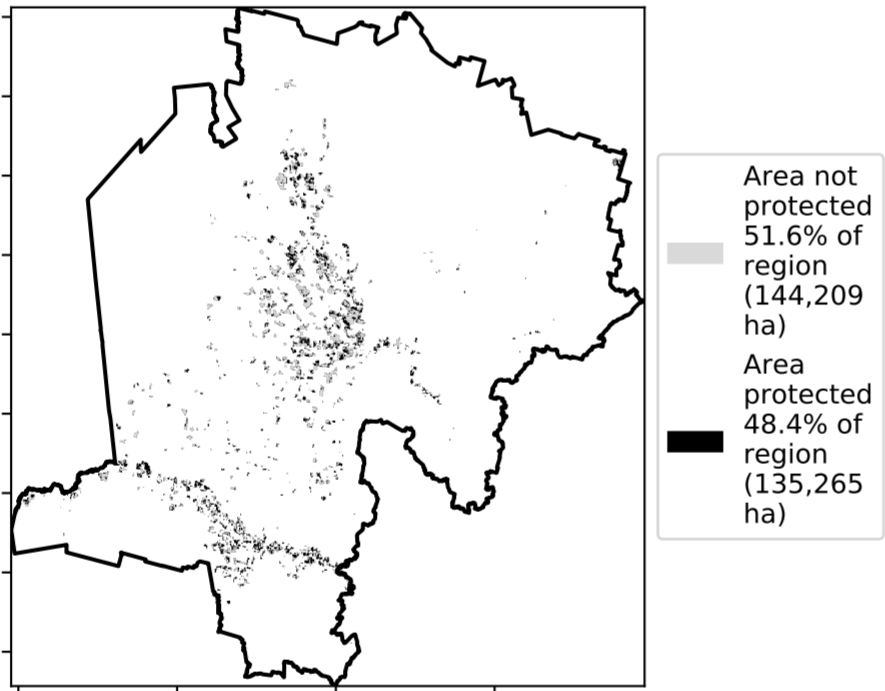 Area not
protected
51.6% of
region
(144,209
ha)
Area
protected
48.4% of
region
(135,265
ha)